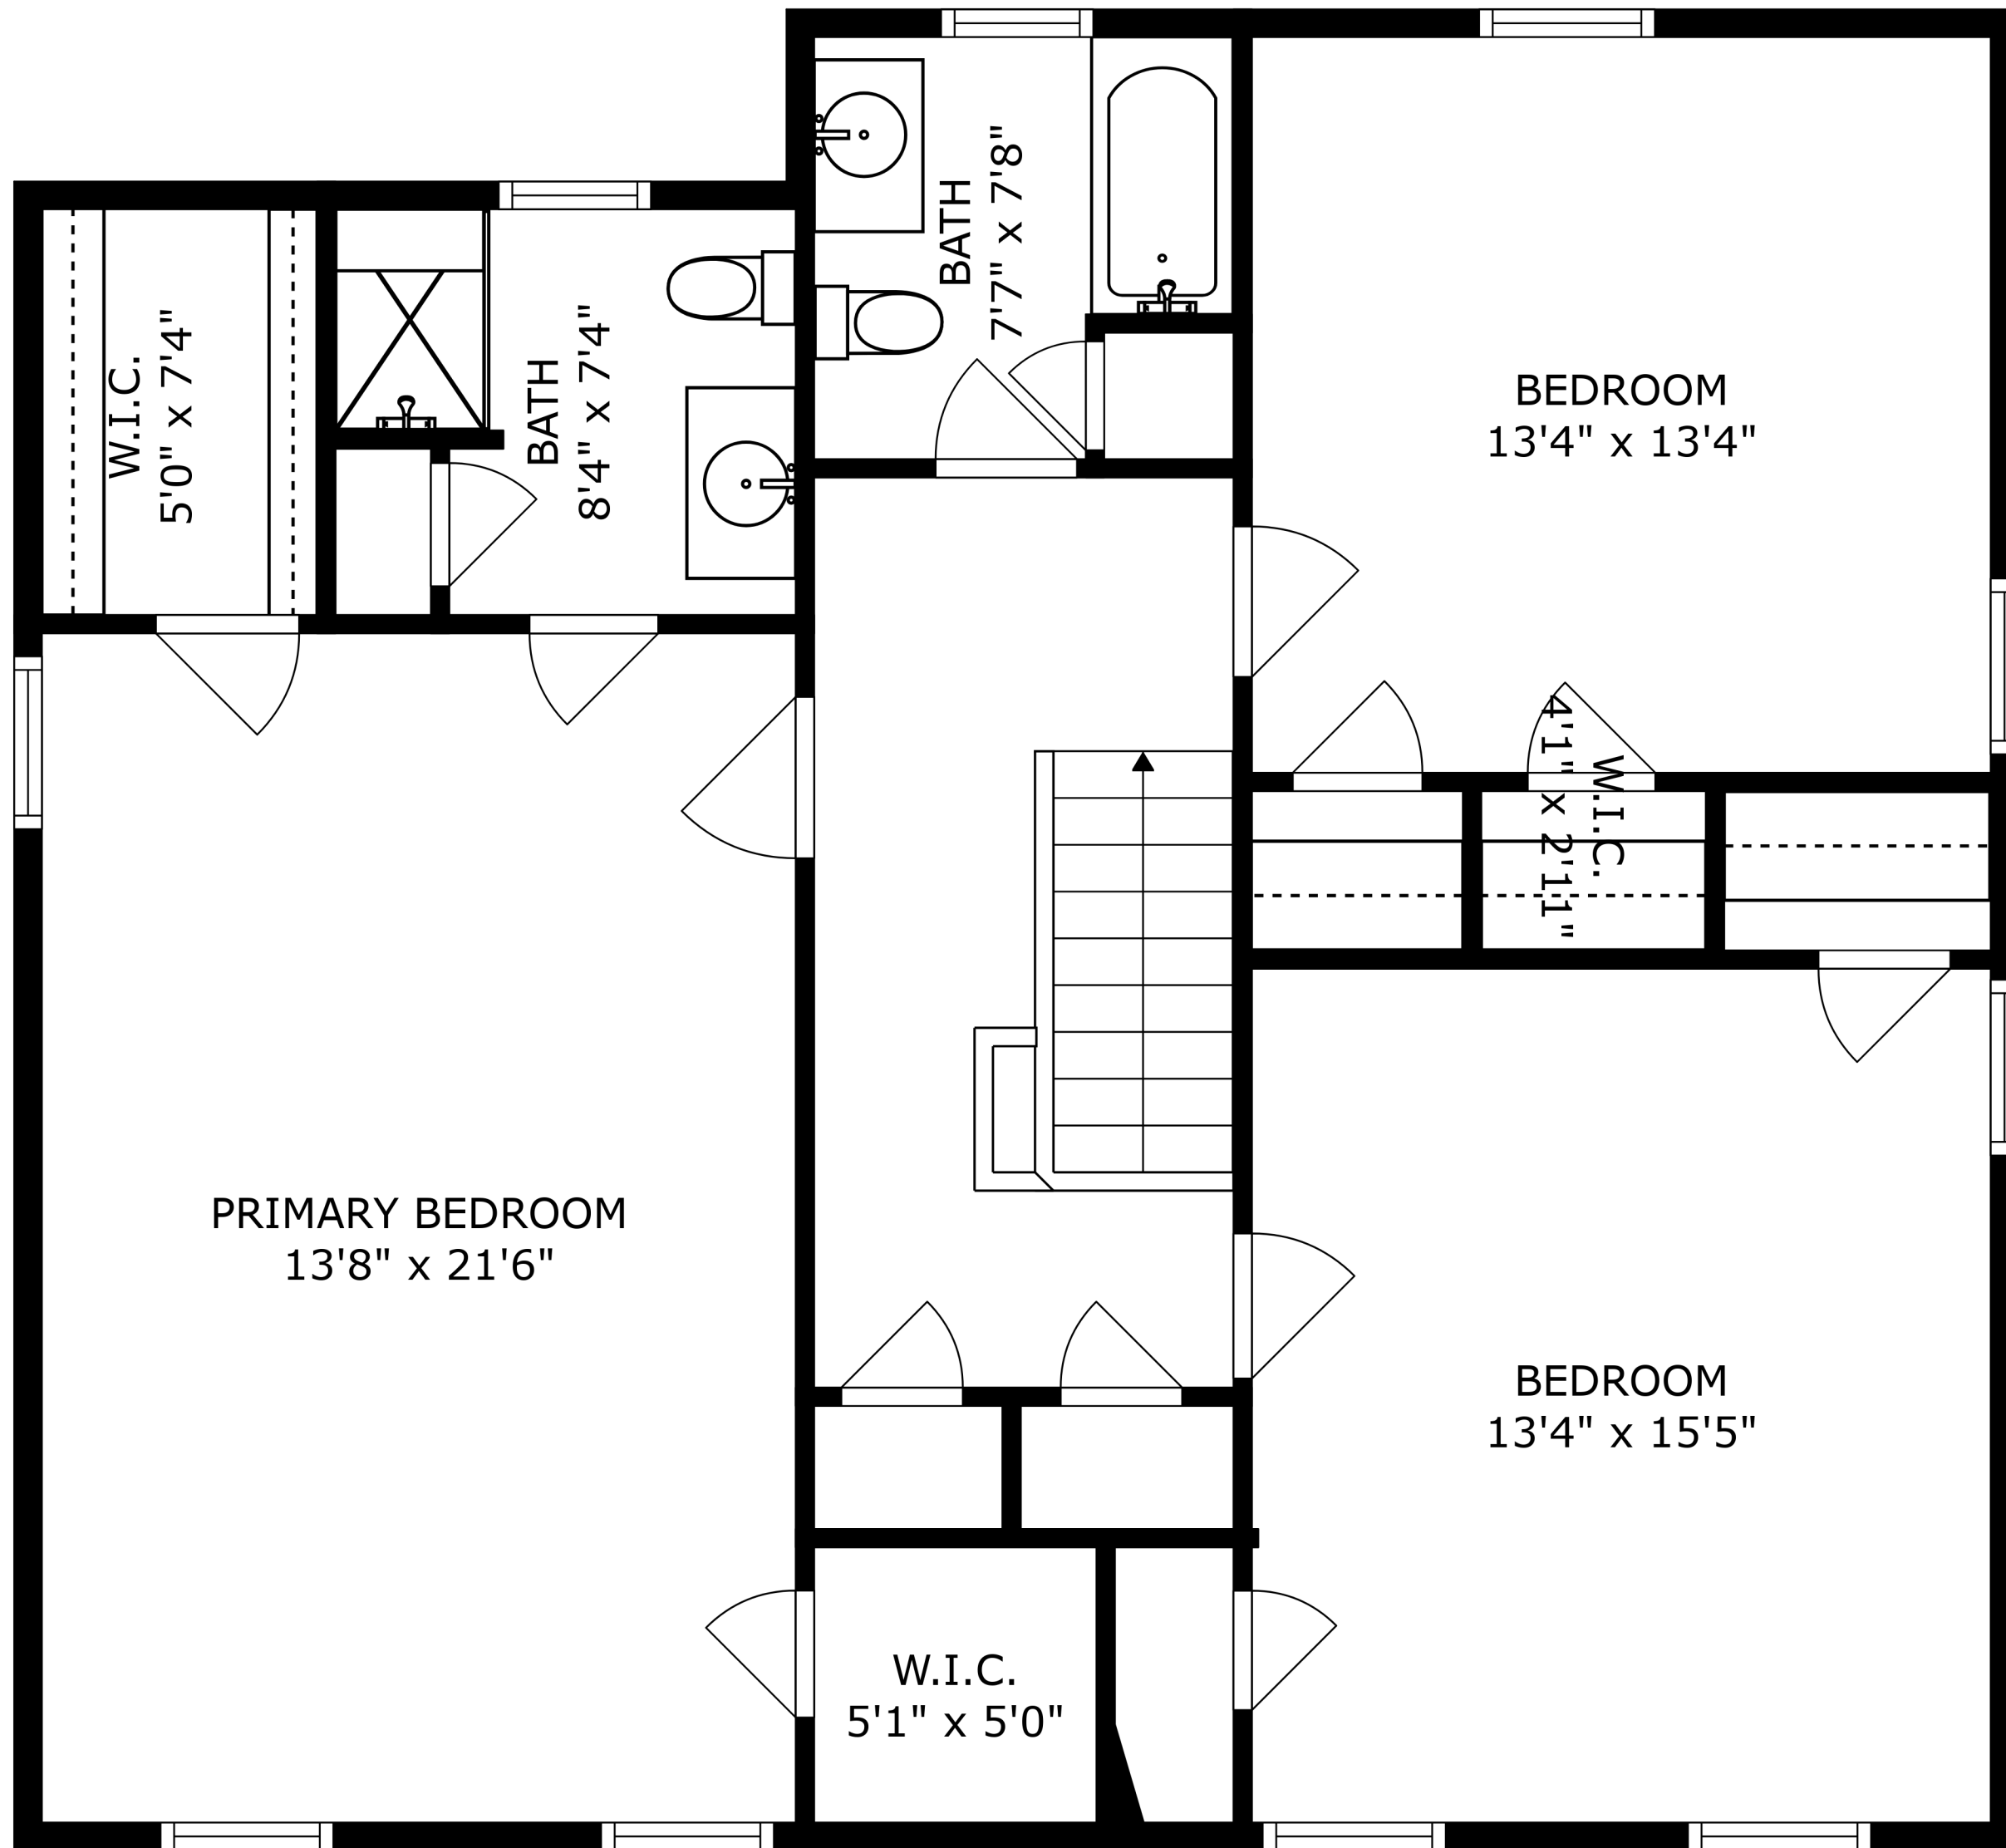 BATH
7'7" x 7'8"
W.I.C.
5'0" x 7'4"
BATH
8'4" x 7'4"
BEDROOM
13'4" x 13'4"
W.I.C.
4'1" x 2'11"
PRIMARY BEDROOM
13'8" x 21'6"
BEDROOM
13'4" x 15'5"
W.I.C.
5'1" x 5'0"